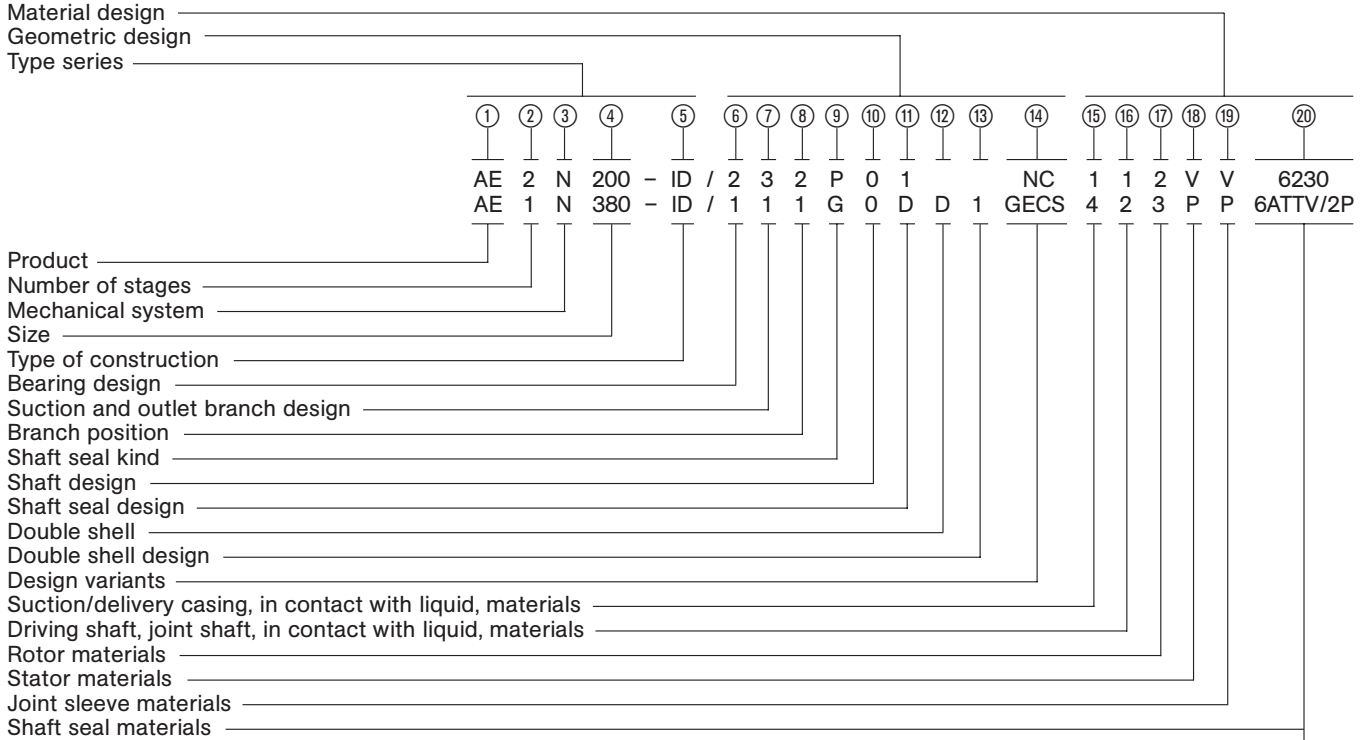 Material design
Geometric design
Type series
① ② ③ ④ ⑤ ⑥ ⑦ ⑧ ⑨ ⑩ ⑪ ⑫ ⑬ ⑭ ⑮ ⑯ ⑰ ⑱ ⑲ ⑳
AE 2 N 200 – ID / 2 3 2 P 0 1 NC 1 1 2 V V 6230
AE 1 N 380 – ID / 1 1 1 G 0 D D 1 GECS 4 2 3 P P 6ATTV/2P
Product
Number of stages
Mechanical system
Size
Type of construction
Bearing design
Suction and outlet branch design
Branch position
Shaft seal kind
Shaft design
Shaft seal design
Double shell
Double shell design
Design variants
Suction/delivery casing, in contact with liquid, materials
Driving shaft, joint shaft, in contact with liquid, materials
Rotor materials
Stator materials
Joint sleeve materials
Shaft seal materials